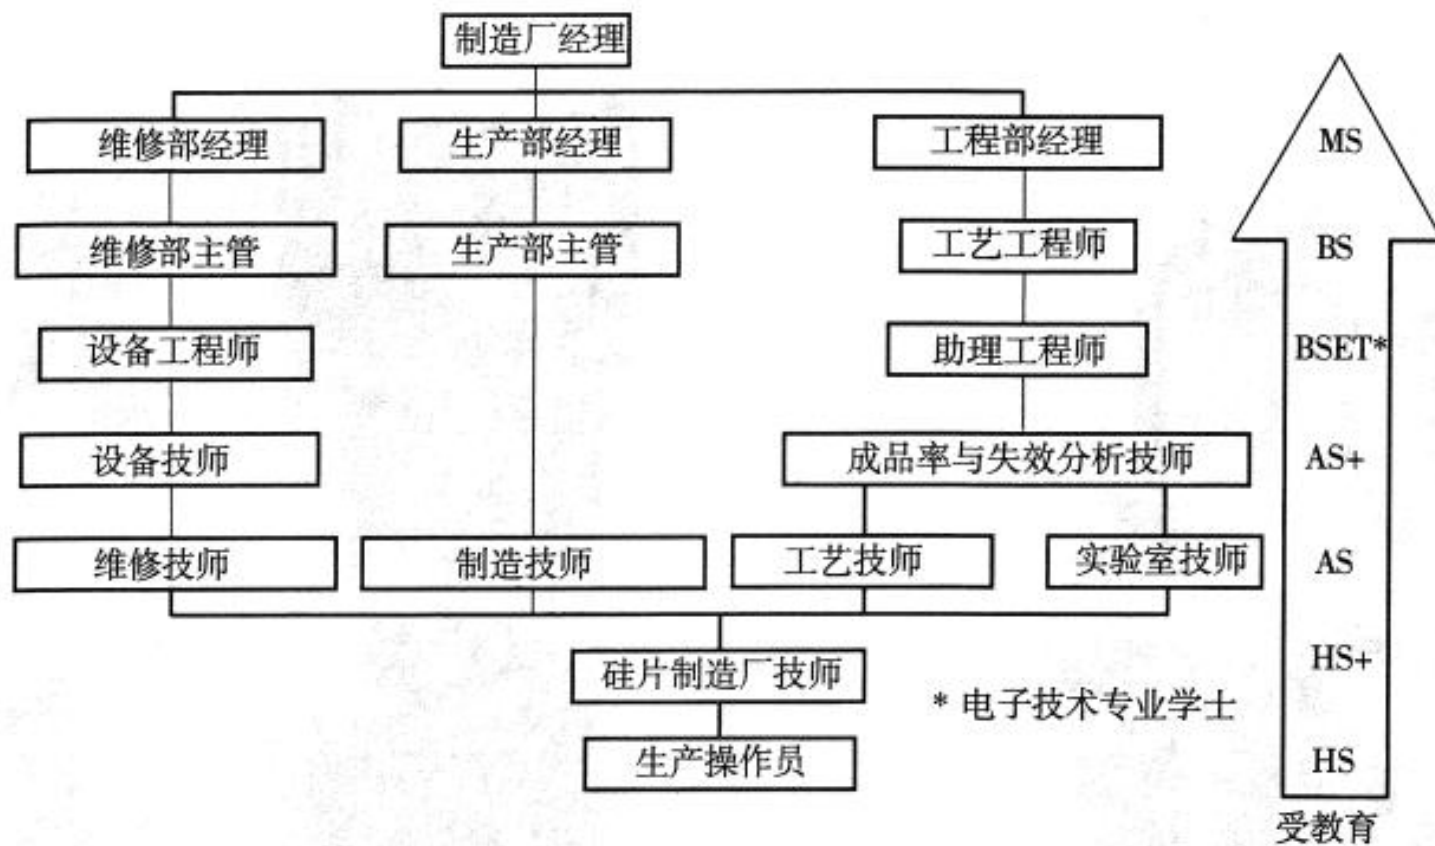 制造厂经理
维修部经理 生产部经理 工程部经理 MS
维修部主管 生产部主管 工艺工程师 BS
设备工程师 助理工程师 BSET*
设备技师 成品率与失效分析技师 AS+
维修技师 制造技师 工艺技师 实验室技师 AS
硅片制造厂技师 HS+
* 电子技术专业学士
生产操作员 HS
受教育